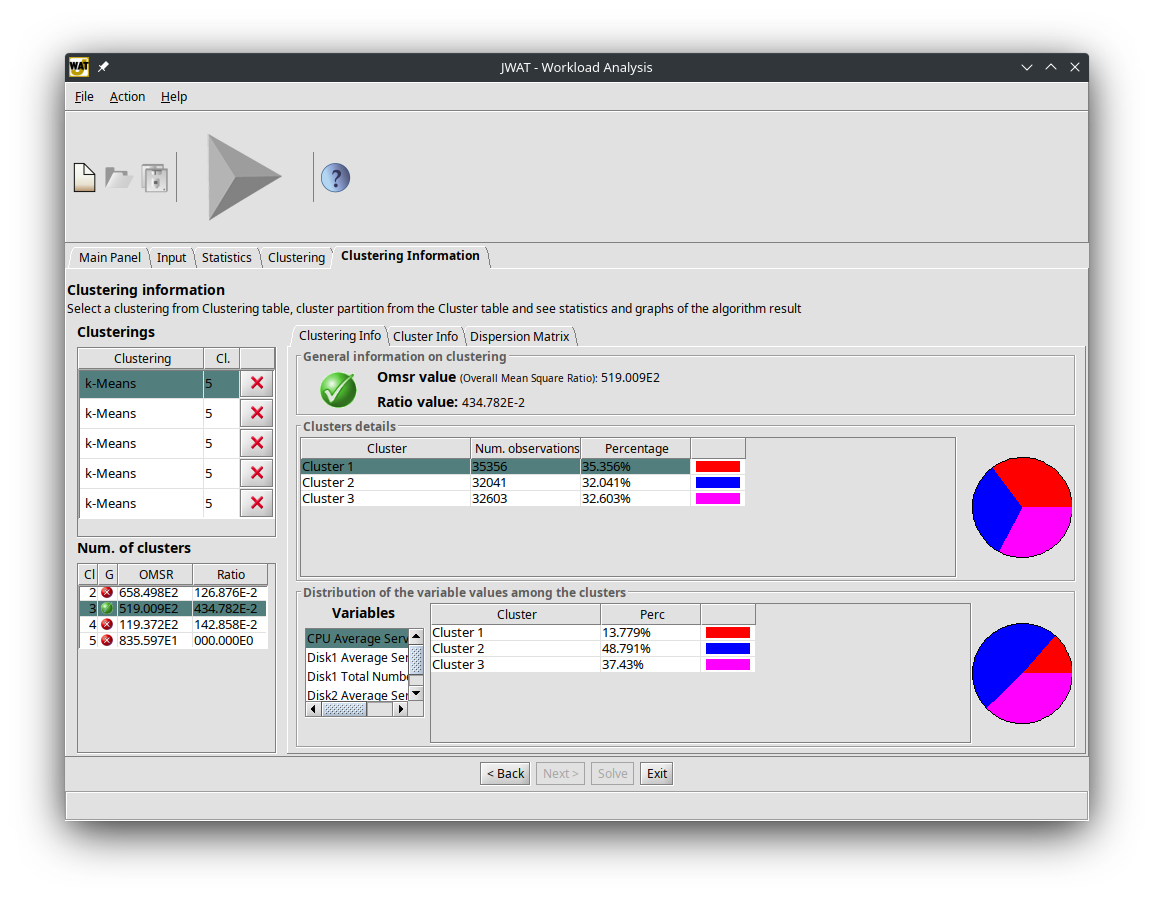 WAT
JWAT - Workload Analysis
File Action Help
?
Main Panel Input Statistics Clustering Clustering Information
Clustering information
Select a clustering from Clustering table, cluster partition from the Cluster table and see statistics and graphs of the algorithm result
Clusterings
Clustering Cl.
k-Means 5
k-Means 5
k-Means 5
k-Means 5
k-Means 5
Num. of clusters
Cl G OMSR Ratio
2 658.498E2 126.876E-2
3 519.009E2 434.782E-2
4 119.372E2 142.858E-2
5 835.597E1 000.000E0
Clustering Info Cluster Info Dispersion Matrix
General information on clustering
Omsr value (Overall Mean Square Ratio): 519.009E2
Ratio value: 434.782E-2
Clusters details
Cluster Num. observations Percentage
Cluster 1 35356 35.356%
Cluster 2 32041 32.041%
Cluster 3 32603 32.603%
Distribution of the variable values among the clusters
Variables
CPU Average Serv
Disk1 Average Ser
Disk1 Total Numbe
Disk2 Average Ser
Cluster Perc
Cluster 1 13.779%
Cluster 2 48.791%
Cluster 3 37.43%
< Back Next > Solve Exit